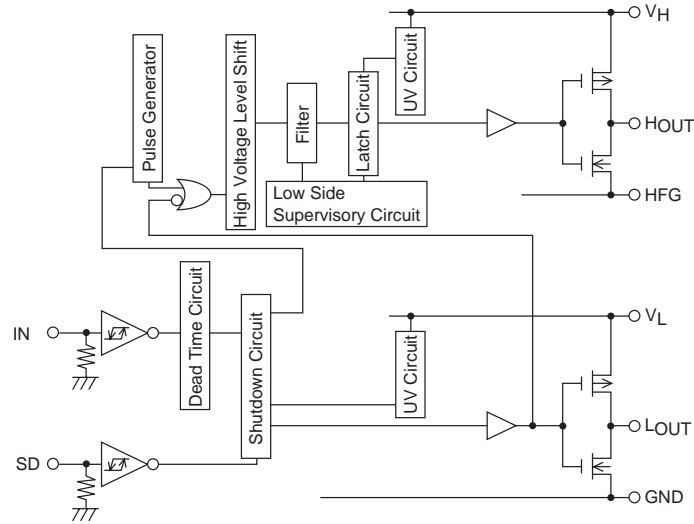 VH
Pulse Generator
High Voltage Level Shift
Filter
Latch Circuit
UV Circuit
HOUT
Low Side
Supervisory Circuit
HFG
IN
Dead Time Circuit
Shutdown Circuit
UV Circuit
VL
LOUT
SD
GND